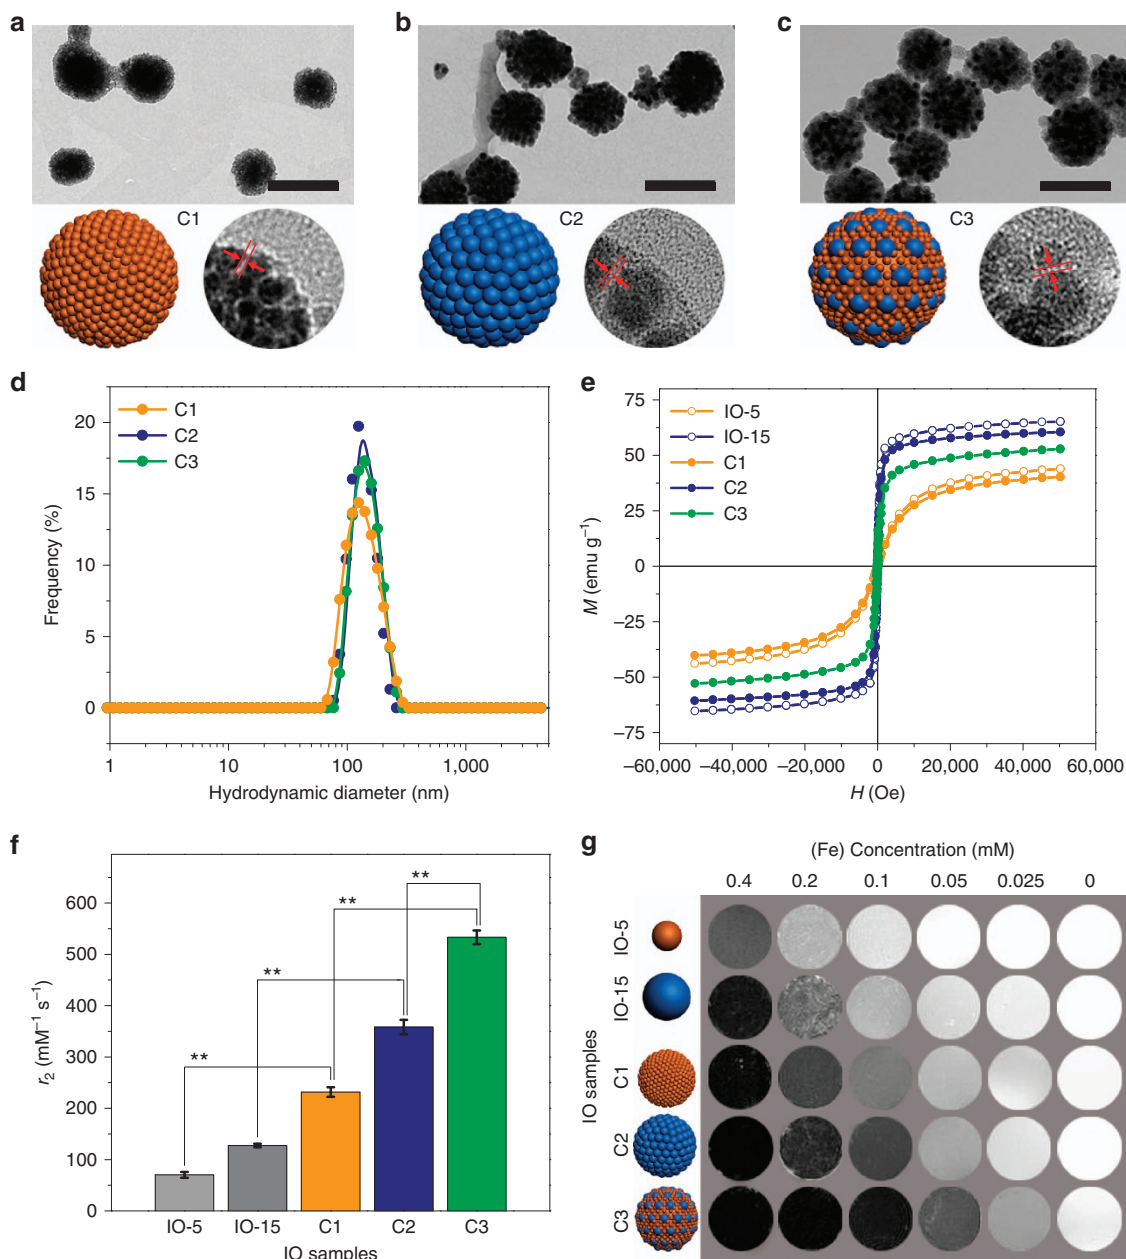 a
b
c
C1
C2
C3
d
C1
C2
C3
Frequency (%)
20
15
10
5
0
1
10
100
1,000
Hydrodynamic diameter (nm)
e
IO-5
IO-15
C1
C2
C3
M (emu g⁻¹)
75
50
25
0
−25
−50
−75
−60,000
−40,000
−20,000
0
20,000
40,000
60,000
H (Oe)
f
r₂ (mM⁻¹ s⁻¹)
600
500
400
300
200
100
0
**
**
**
**
IO-5
IO-15
C1
C2
C3
IO samples
g
(Fe) Concentration (mM)
0.4
0.2
0.1
0.05
0.025
0
IO samples
IO-5
IO-15
C1
C2
C3